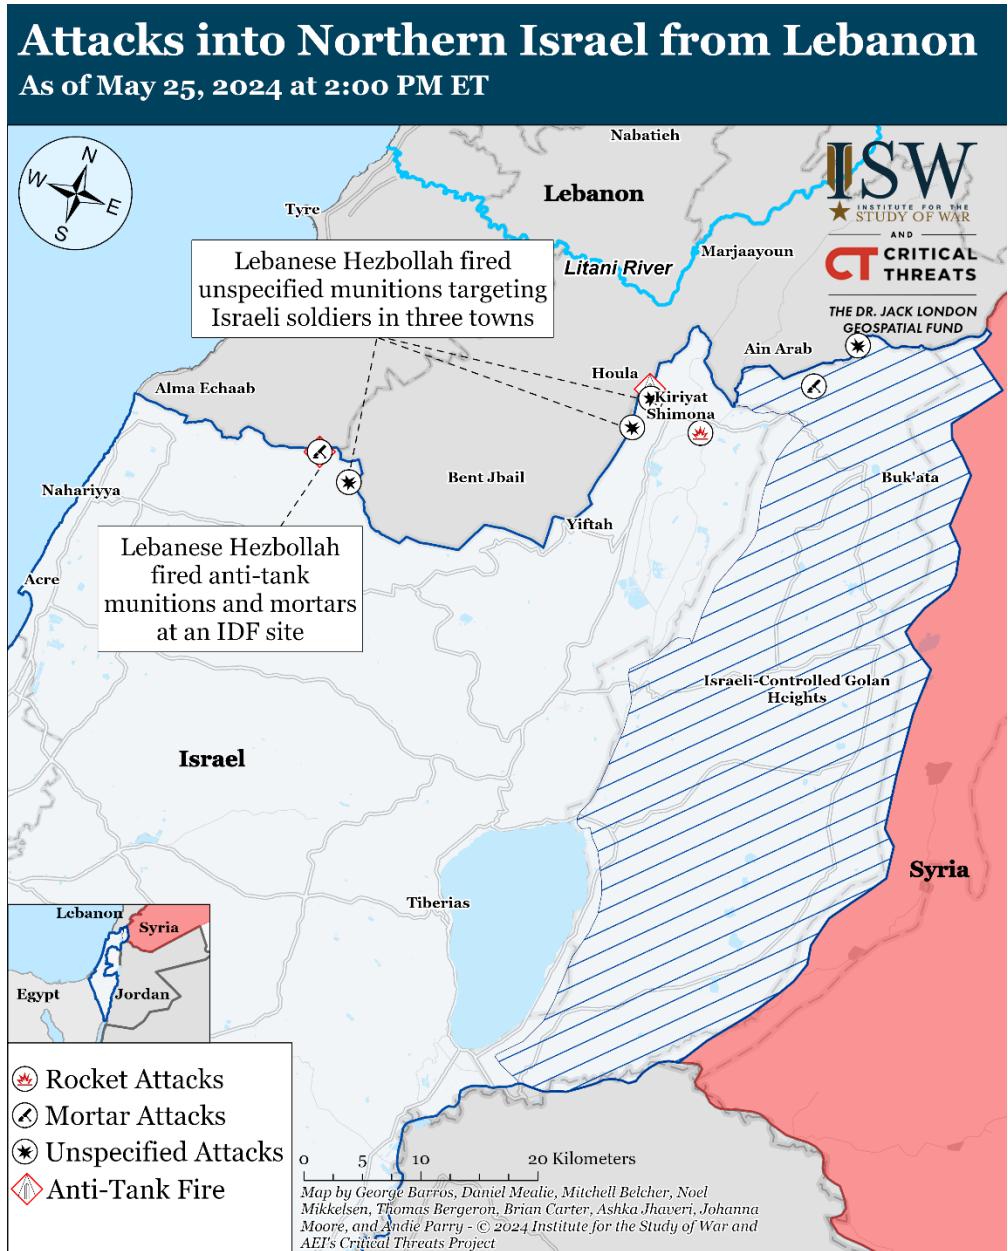 Attacks into Northern Israel from Lebanon
As of May 25, 2024 at 2:00 PM ET
N
W
E
S
Nabatieh
Lebanon
ISW
INSTITUTE FOR THE
STUDY OF WAR
AND
CT CRITICAL
THREATS
THE DR. JACK LONDON
GEOSPATIAL FUND
Tyre
Marjaayoun
Litani River
Lebanese Hezbollah fired
unspecified munitions targeting
Israeli soldiers in three towns
Ain Arab
Houla
Alma Echaab
Kiriyat
Shimona
Bent Jbail
Buk'ata
Nahariyya
Yiftah
Lebanese Hezbollah
fired anti-tank
munitions and mortars
at an IDF site
Acre
Israeli-Controlled Golan
Heights
Israel
Syria
Tiberias
Lebanon
Syria
Egypt
Jordan
Rocket Attacks
Mortar Attacks
Unspecified Attacks
Anti-Tank Fire
0 5 10 20 Kilometers
Map by George Barros, Daniel Mealie, Mitchell Belcher, Noel
Mikkelsen, Thomas Bergeron, Brian Carter, Ashka Jhaveri, Johanna
Moore, and Andie Parry - © 2024 Institute for the Study of War and
AEI's Critical Threats Project